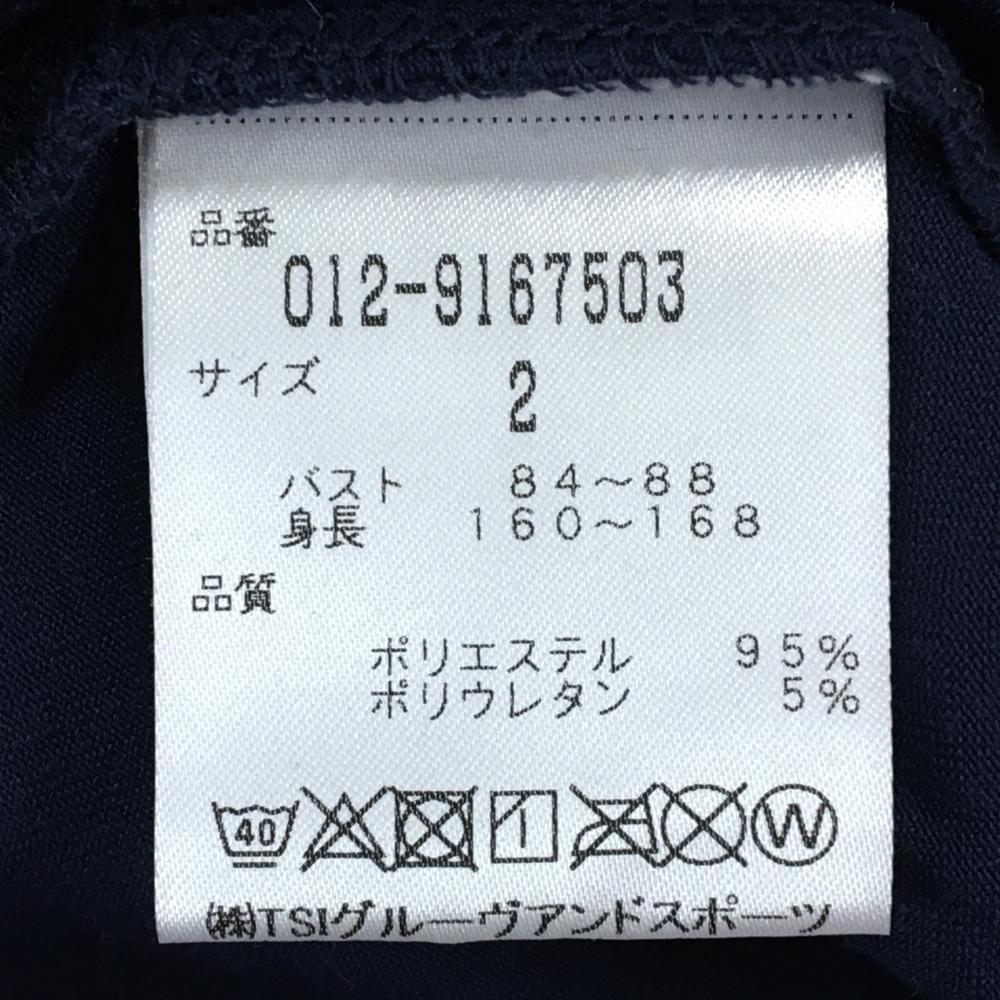 品番
012-9167503
サイズ 2
バスト 84～88
身長 160～168
品質
ポリエステル 95%
ポリウレタン 5%
40 W
㈱TSIグルーヴアンドスポーツ